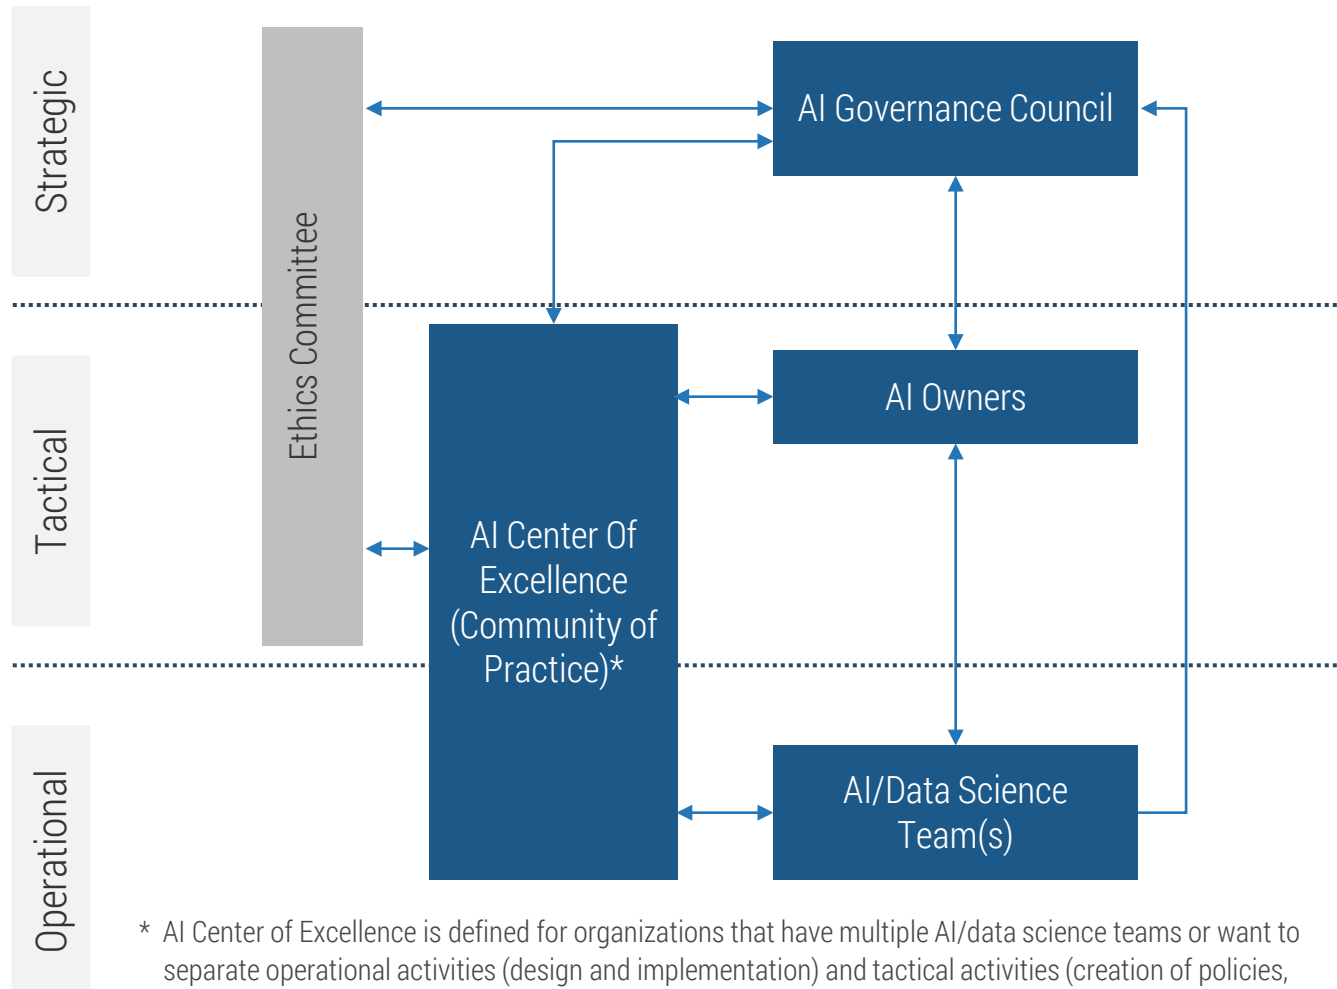 Strategic
AI Governance Council
Ethics Committee
Tactical
AI Owners
AI Center Of
Excellence
(Community of
Practice)*
Operational
AI/Data Science
Team(s)
* AI Center of Excellence is defined for organizations that have multiple AI/data science teams or want to
separate operational activities (design and implementation) and tactical activities (creation of policies,